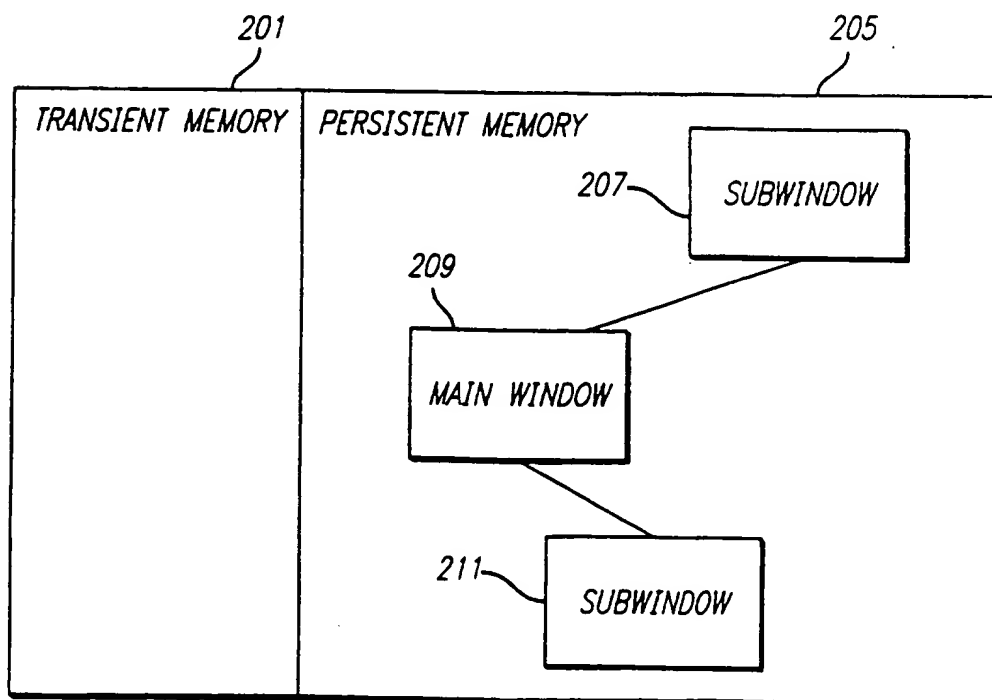 201
205
TRANSIENT MEMORY
PERSISTENT MEMORY
207
SUBWINDOW
209
MAIN WINDOW
211
SUBWINDOW